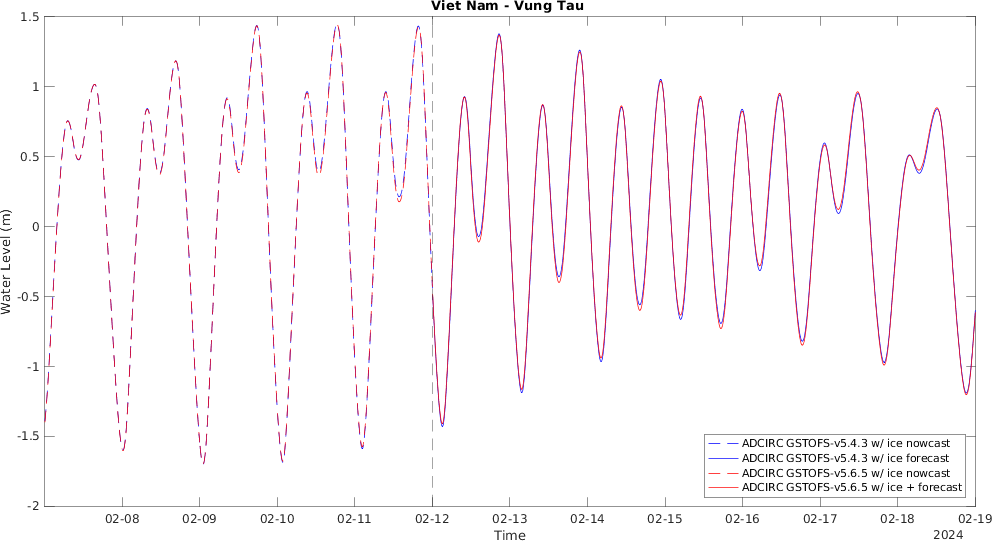 Viet Nam - Vung Tau
1.5
1
0.5
0
-0.5
-1
-1.5
-2
Water Level (m)
02-08 02-09 02-10 02-11 02-12 02-13 02-14 02-15 02-16 02-17 02-18 02-19
Time
2024
ADCIRC GSTOFS-v5.4.3 w/ ice nowcast
ADCIRC GSTOFS-v5.4.3 w/ ice forecast
ADCIRC GSTOFS-v5.6.5 w/ ice nowcast
ADCIRC GSTOFS-v5.6.5 w/ ice + forecast